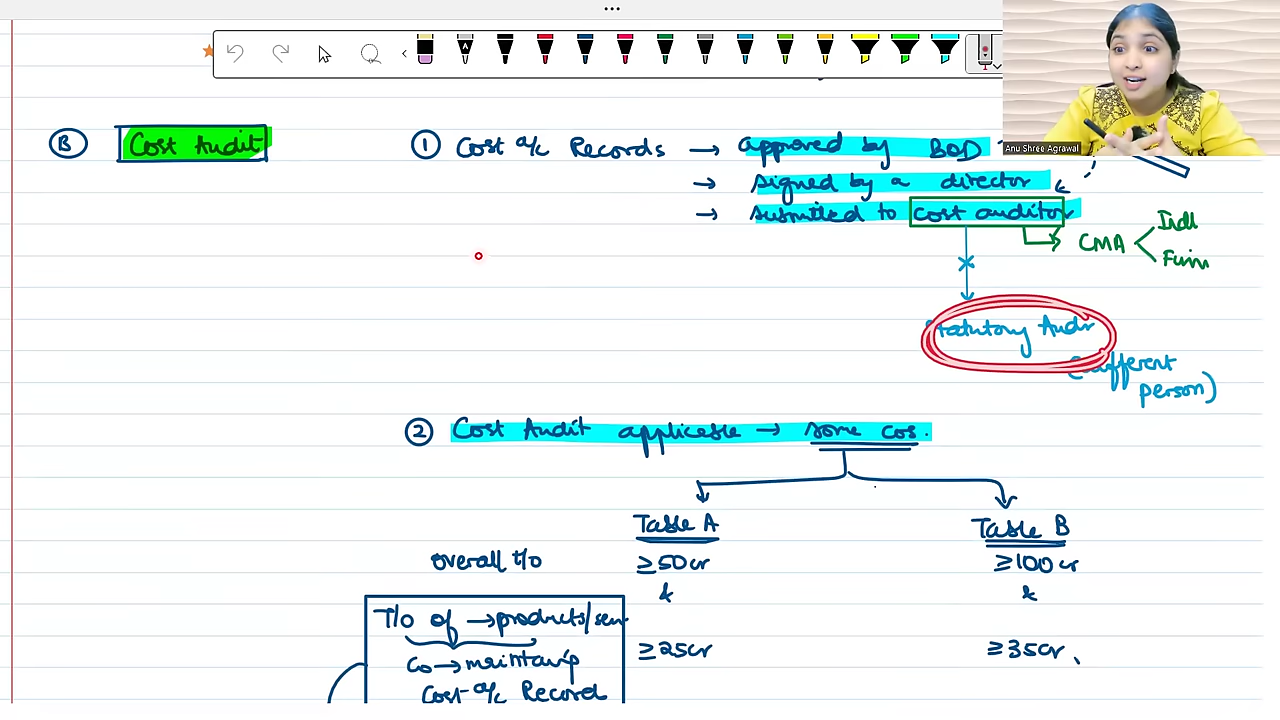 Anu Shree Agrawal
B Cost Audit
① Cost a/c Records → approved by BOD
→ signed by a director
→ submitted to cost auditor
CMA
Indl
Firm
Statutory Audr
(different
person)
② Cost Audit applicable → some cos.
Table A Table B
overall t/o ≥50cr ≥100cr
& &
T/o of → products/serv
≥25cr ≥35cr
Co → maintain'g
Cost a/c Record